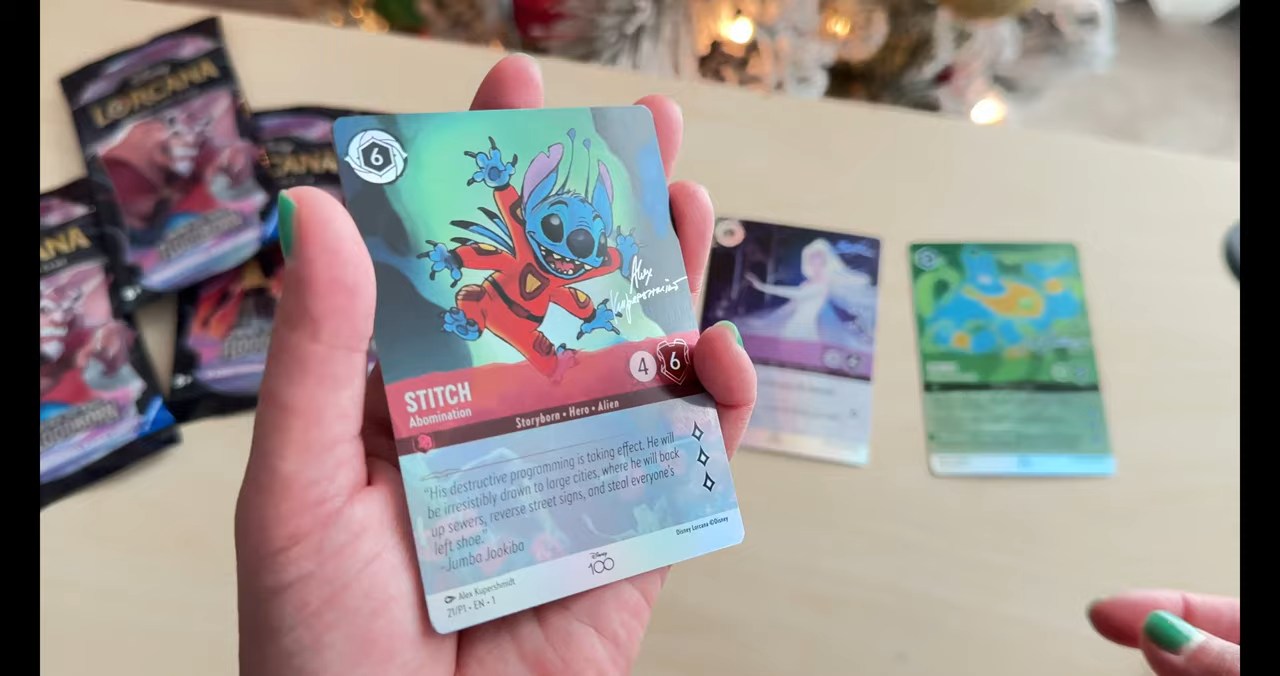 LORCANA
6
Alex
Kupershmidt
4
6
STITCH
Abomination
Storyborn • Hero • Alien
"His destructive programming is taking effect. He will
be irresistibly drawn to large cities, where he will back
up sewers, reverse street signs, and steal everyone's
left shoe."
-Jumba Jookiba
Disney Lorcana ©Disney
Disney
100
Alex Kupershmidt
21/P1 • EN • 1